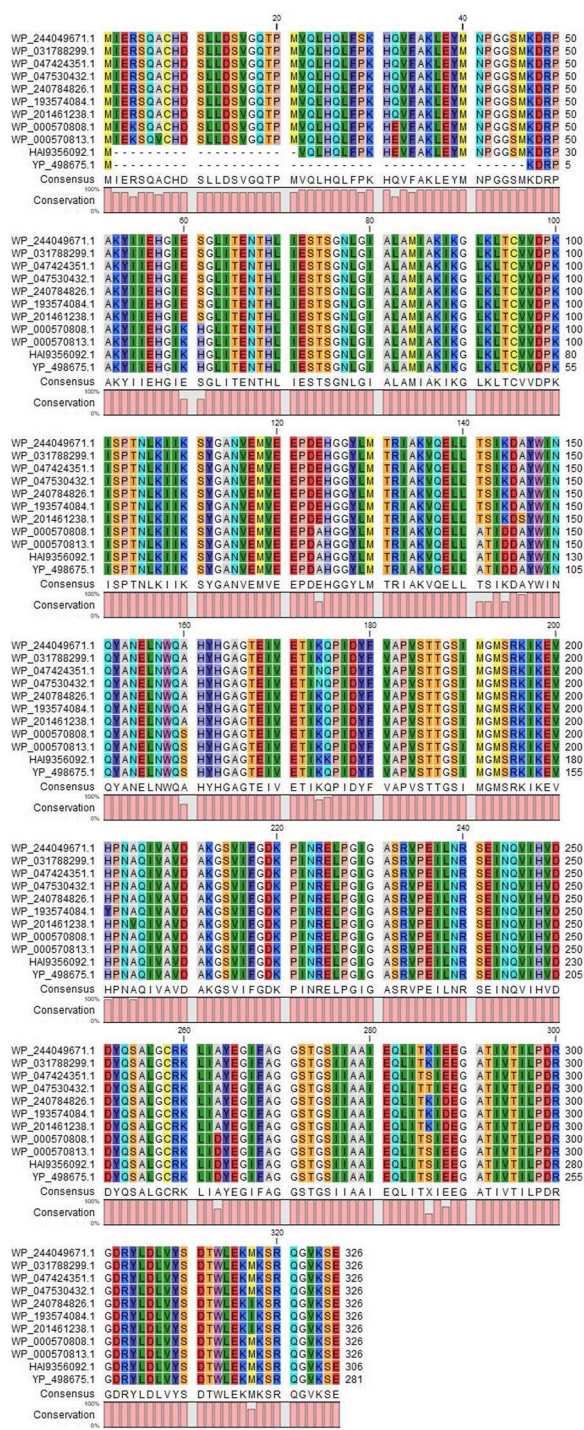 20 40
WP_244049671.1 MIERSQACHD SLLDSVGQTP MVQLHQLFSK HQVFAKLEYM NPGGSMKDRP 50
WP_031788299.1 MIERSQACHD SLLDSVGQTP MVQLHQLFPK HQVFAKLEYM NPGGSMKDRP 50
WP_047424351.1 MIERSQACHD SLLDSVGQTP MVQLHQLFPK HQVFAKLEYM NPGGSMKDRP 50
WP_047530432.1 MIERSQACHD SLLDSVGQTP MVQLHQLFPK HQVYAKLEYM NPGGSMKDRP 50
WP_240784826.1 MIERSQACHD SLLDSVGQTP MVQLHQLFPK HQVYAKLEYM NPGGSMKDRP 50
WP_193574084.1 MIERSQACHD SLLDSVGQTP MVQLHQLFPK HQVFAKLEYM NPGGSMKDRP 50
WP_201461238.1 MIERSQACHD SLLDSVGQTP MVQLHQLFPK HQVFAKLEYM NPGGSMKDRP 50
WP_000570808.1 MIEKSQACHD SLLDSVGQTP MVQLHQLFPK HEVFAKLEYM NPGGSMKDRP 50
WP_000570813.1 MIEKSQVCHD SLLDSVGQTP MVQLHQLFPK HEVFAKLEYM NPGGSMKDRP 50
HAI9356092.1 M--------- ---------- -VQLHQLFPK HEVFAKLEYM NPGGSMKDRP 30
YP_498675.1 M--------- ---------- ---------- ---------- ------KDRP 5
Consensus MIERSQACHD SLLDSVGQTP MVQLHQLFPK HQVFAKLEYM NPGGSMKDRP
100%
Conservation
0%
60 80 100
WP_244049671.1 AKYIIEHGIE SGLITENTHL IESTSGNLGI ALAMIAKIKG LKLTCVVDPK 100
WP_031788299.1 AKYIIEHGIE SGLITENTHL IESTSGNLGI ALAMIAKIKG LKLTCVVDPK 100
WP_047424351.1 AKYIIEHGIE SGLITENTHL IESTSGNLGI ALAMIAKIKG LKLTCVVDPK 100
WP_047530432.1 AKYIIEHGIE SGLITENTHL IESTSGNLGI ALAMIAKIKG LKLTCVVDPK 100
WP_240784826.1 AKYIIEHGIE SGLITENTHL IESTSGNLGI ALAMIAKIKG LKLTCVVDPK 100
WP_193574084.1 AKYIIEHGIE SGLITENTHL IESTSGNLGI ALAMIAKIKG LKLTCVVDPK 100
WP_201461238.1 AKYIIEHGIE SGLITENTHL IESTSGNLGI ALAMIAKIKG LKLTCVVDPK 100
WP_000570808.1 AKYIIEHGIK HGLITENTHL IESTSGNLGI ALAMIAKIKG LKLTCVVDPK 100
WP_000570813.1 AKYIIEHGIK HGLITENTHL IESTSGNLGI ALAMIAKIKG LKLTCVVDPK 100
HAI9356092.1 AKYIIEHGIK HGLITENTHL IESTSGNLGI ALAMIAKIKG LKLTCVVDPK 80
YP_498675.1 AKYIIEHGIK HGLITENTHL IESTSGNLGI ALAMIAKIKG LKLTCVVDPK 55
Consensus AKYIIEHGIE SGLITENTHL IESTSGNLGI ALAMIAKIKG LKLTCVVDPK
100%
Conservation
0%
120 140
WP_244049671.1 ISPTNLKIIK SYGANVEMVE EPDEHGGYLM TRIAKVQELL TSIKDAYWIN 150
WP_031788299.1 ISPTNLKIIK SYGANVEMVE EPDEHGGYLM TRIAKVQELL TSIKDAYWIN 150
WP_047424351.1 ISPTNLKIIK SYGANVEMVE EPDEHGGYLM TRIAKVQELL TSIKDAYWIN 150
WP_047530432.1 ISPTNLKIIK SYGANVEMVE EPDEHGGYLM TRIAKVQELL TSIKDAYWIN 150
WP_240784826.1 ISPTNLKIIK SYGANVEMVE EPDEHGGYLM TRIAKVQELL TSIKDAYWIN 150
WP_193574084.1 ISPTNLKIIK SYGANVEMVE EPDEHGGYLM TRIAKVQELL TSIKDAYWIN 150
WP_201461238.1 ISPTNLKIIK SYGANVEMVE EPDEHGGYLM TRIAKVQELL TSIKDSYWIN 150
WP_000570808.1 ISPTNLKIIK SYGANVEMVE EPDAHGGYLM TRIAKVQELL ATIDDAYWIN 150
WP_000570813.1 ISPTNLKIIK SYGANVEMVE EPDAHGGYLM TRIAKVQELL ATIDDAYWIN 150
HAI9356092.1 ISPTNLKIIK SYGANVEMVE EPDAHGGYLM TRIAKVQELL ATIDDAYWIN 130
YP_498675.1 ISPTNLKIIK SYGANVEMVE EPDAHGGYLM TRIAKVQELL ATIDDAYWIN 105
Consensus ISPTNLKIIK SYGANVEMVE EPDEHGGYLM TRIAKVQELL TSIKDAYWIN
100%
Conservation
0%
160 180 200
WP_244049671.1 QYANELNWQA HYHGAGTEIV ETIKQPIDYF VAPVSTTGSI MGMSRKIKEV 200
WP_031788299.1 QYANELNWQA HYHGAGTEIV ETIKQPIDYF VAPVSTTGSI MGMSRKIKEV 200
WP_047424351.1 QYANELNWQA HYHGAGTEIV ETINQPIDYF VAPVSTTGSI MGMSRKIKEV 200
WP_047530432.1 QYANELNWQA HYHGAGTEIV ETINQPIDYF VAPVSTTGSI MGMSRKIKEV 200
WP_240784826.1 QYANELNWQA HYHGAGTEIV ETIKQPIDYF VAPVSTTGSI MGMSRKIKEV 200
WP_193574084.1 QYANELNWQA HYHGAGTEIV ETIKQPIDYF VAPVSTTGSI MGMSRKIKEV 200
WP_201461238.1 QYANELNWQA HYHGAGTEIV ETIKQPIDYF VAPVSTTGSI MGMSRKIKEV 200
WP_000570808.1 QYANELNWQS HYHGAGTEIV ETIKQPIDYF VAPVSTTGSI MGMSRKIKEV 200
WP_000570813.1 QYANELNWQS HYHGAGTEIV ETIKQPIDYF VAPVSTTGSI MGMSRKIKEV 200
HAI9356092.1 QYANELNWQS HYHGAGTEIV ETIKKPIDYF VAPVSTTGSI MGMSRKIKEV 180
YP_498675.1 QYANELNWQS HYHGAGTEIV ETIKQPIDYF VAPVSTTGSI MGMSRKIKEV 155
Consensus QYANELNWQA HYHGAGTEIV ETIKQPIDYF VAPVSTTGSI MGMSRKIKEV
100%
Conservation
0%
220 240
WP_244049671.1 HPNAQIVAVD AKGSVIFGDK PINRELPGIG ASRVPEILNR SEINQVIHVD 250
WP_031788299.1 HPNAQIVAVD AKGSVIFGDK PINRELPGIG ASRVPEILNR SEINQVIHVD 250
WP_047424351.1 HPNAQIVAVD AKGSVIFGDK PINRELPGIG ASRVPEILNR SEINQVIHVD 250
WP_047530432.1 HPNAQIVAVD AKGSVIFGDK PINRELPGIG ASRVPEILNR SEINQVIHVD 250
WP_240784826.1 HPNAQIVAVD AKGSVIFGDK PINRELPGIG ASRVPEILNR SEINQVIHVD 250
WP_193574084.1 YPNAQIVAVD AKGSVIFGDK PINRELPGIG ASRVPEILNR SEINQVIHVD 250
WP_201461238.1 HPNVQIVAVD AKGSVIFGDK PINRELPGIG ASRVPEILNR SEINQVIHVD 250
WP_000570808.1 HPNAQIVAVD AKGSVIFGDK PINRELPGIG ASRVPEILNR SEINQVIHVD 250
WP_000570813.1 HPNAQIVAVD AKGSVIFGDK PINRELPGIG ASRVPEILNR SEINQVIHVD 250
HAI9356092.1 HPNAQIVAVD AKGSVIFGDK PINRELPGIG ASRVPEILNR SEINQVIHVD 230
YP_498675.1 HPNAQIVAVD AKGSVIFGDK PINRELPGIG ASRVPEILNR SEINQVIHVD 205
Consensus HPNAQIVAVD AKGSVIFGDK PINRELPGIG ASRVPEILNR SEINQVIHVD
100%
Conservation
0%
260 280 300
WP_244049671.1 DYQSALGCRK LIAYEGIFAG GSTGSIIAAI EQLITKIEEG ATIVTILPDR 300
WP_031788299.1 DYQSALGCRK LIAYEGIFAG GSTGSIIAAI EQLITKIEEG ATIVTILPDR 300
WP_047424351.1 DYQSALGCRK LIAYEGIFAG GSTGSIIAAI EQLITSIEEG ATIVTILPDR 300
WP_047530432.1 DYQSALGCRK LIAYEGIFAG GSTGSIIAAI EQLITTIEEG ATIVTILPDR 300
WP_240784826.1 DYQSALGCRK LIAYEGIFAG GSTGSIIAAI EQLITKIDEG ATIVTILPDR 300
WP_193574084.1 DYQSALGCRK LIAYEGIFAG GSTGSIIAAI EQLITKIDEG ATIVTILPDR 300
WP_201461238.1 DYQSALGCRK LIAYEGIFAG GSTGSIIAAI EQLITKIDEG ATIVTILPDR 300
WP_000570808.1 DYQSALGCRK LIDYEGIFAG GSTGSIIAAI EQLITSIEEG ATIVTILPDR 300
WP_000570813.1 DYQSALGCRK LIDYEGIFAG GSTGSIIAAI EQLITSIEEG ATIVTILPDR 300
HAI9356092.1 DYQSALGCRK LIDYEGIFAG GSTGSIIAAI EQLITSIEEG ATIVTILPDR 280
YP_498675.1 DYQSALGCRK LIDYEGIFAG GSTGSIIAAI EQLITSIEEG ATIVTILPDR 255
Consensus DYQSALGCRK LIAYEGIFAG GSTGSIIAAI EQLITXIEEG ATIVTILPDR
100%
Conservation
0%
320
WP_244049671.1 GDRYLDLVYS DTWLEKMKSR QGVKSE 326
WP_031788299.1 GDRYLDLVYS DTWLEKMKSR QGVKSE 326
WP_047424351.1 GDRYLDLVYS DTWLEKMKSR QGVKSE 326
WP_047530432.1 GDRYLDLVYS DTWLEKMKSR QGVKSE 326
WP_240784826.1 GDRYLDLVYS DTWLEKIKSR QGVKSE 326
WP_193574084.1 GDRYLDLVYS DTWLEKIKSR QGVKSE 326
WP_201461238.1 GDRYLDLVYS DTWLEKIKSR QGVKSE 326
WP_000570808.1 GDRYLDLVYS DTWLEKMKSR QGVKSE 326
WP_000570813.1 GDRYLDLVYS DTWLEKMKSR QGVKSE 326
HAI9356092.1 GDRYLDLVYS DTWLEKMKSR QGVKSE 306
YP_498675.1 GDRYLDLVYS DTWLEKMKSR QGVKSE 281
Consensus GDRYLDLVYS DTWLEKMKSR QGVKSE
100%
Conservation
0%